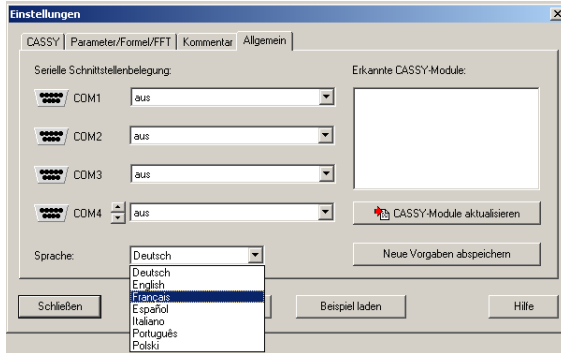 Einstellungen
CASSY Parameter/Formel/FFT Kommentar Allgemein
Serielle Schnittstellenbelegung:
Erkannte CASSY-Module:
COM1 aus
COM2 aus
COM3 aus
COM4 aus
CASSY-Module aktualisieren
Sprache: Deutsch
Neue Vorgaben abspeichern
Deutsch
English
Français
Español
Italiano
Português
Polski
Schließen
Beispiel laden
Hilfe